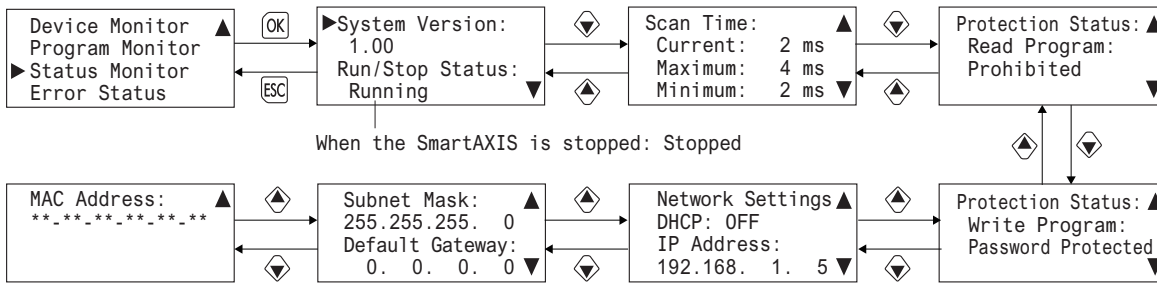 Device Monitor
Program Monitor
Status Monitor
Error Status
OK
ESC
System Version:
1.00
Run/Stop Status:
Running
Scan Time:
Current: 2 ms
Maximum: 4 ms
Minimum: 2 ms
Protection Status:
Read Program:
Prohibited
When the SmartAXIS is stopped: Stopped
MAC Address:
**-**-**-**-**-**
Subnet Mask:
255.255.255. 0
Default Gateway:
0. 0. 0. 0
Network Settings
DHCP: OFF
IP Address:
192.168. 1. 5
Protection Status:
Write Program:
Password Protected